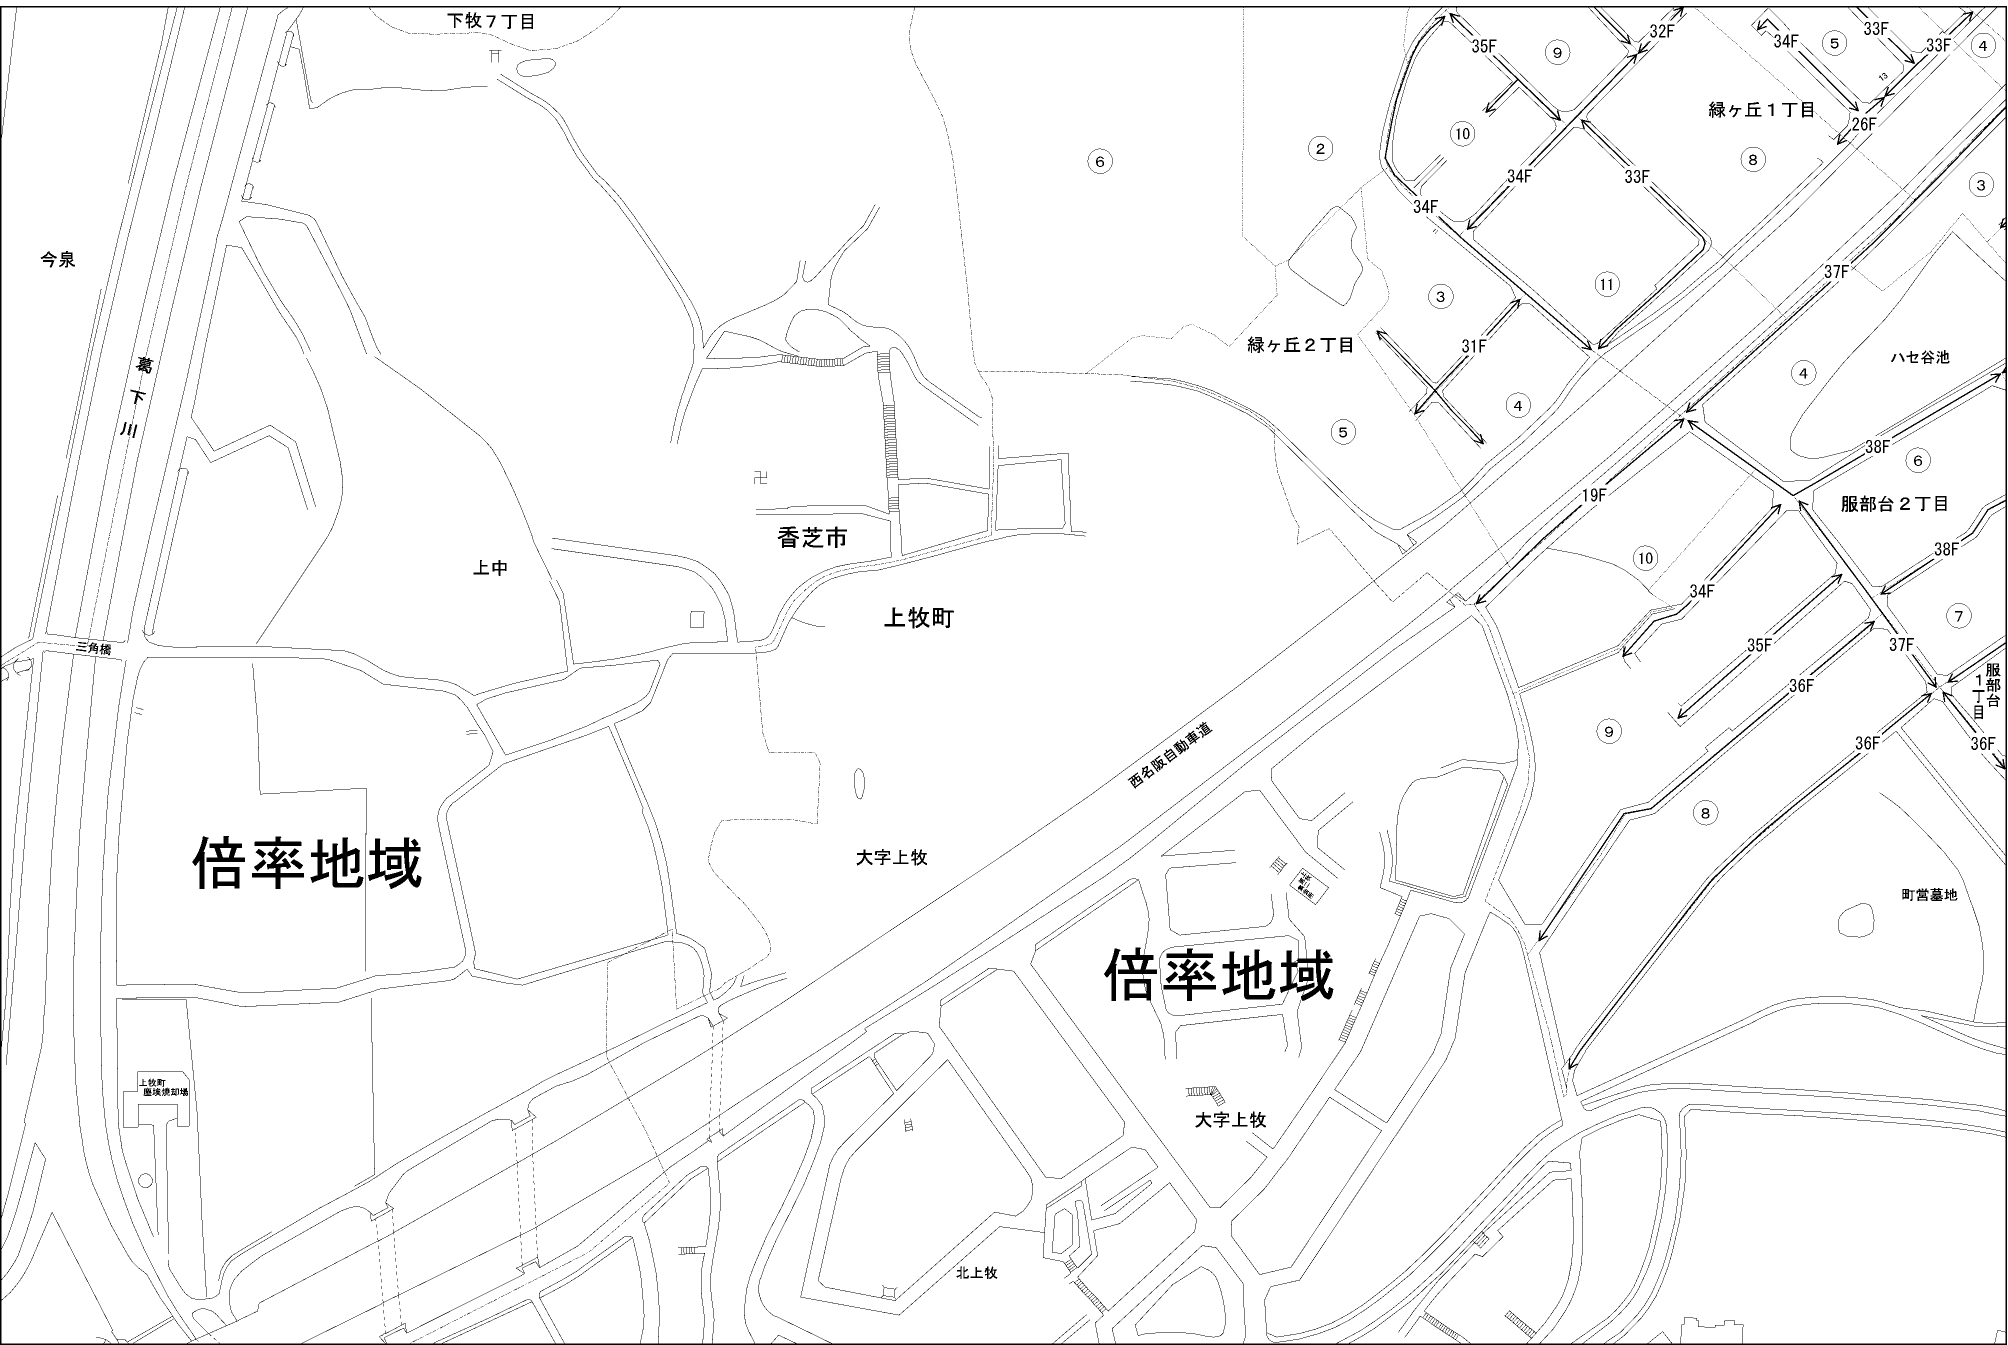 下牧７丁目
35F
⑨
32F
34F
⑤
33F
33F
④
13
緑ヶ丘１丁目
26F
⑩
②
⑥
⑧
34F
33F
③
34F
今泉
37F
⑪
③
緑ヶ丘２丁目
31F
ハセ谷池
④
葛下川
④
⑤
38F
⑥
19F
服部台２丁目
香芝市
38F
⑩
上中
34F
上牧町
⑦
三角橋
35F
37F
36F
服部台
１丁目
⑨
36F
36F
西名阪自動車道
⑧
倍率地域
大字上牧
町営墓地
倍率地域
上牧町
塵埃焼却場
大字上牧
北上牧